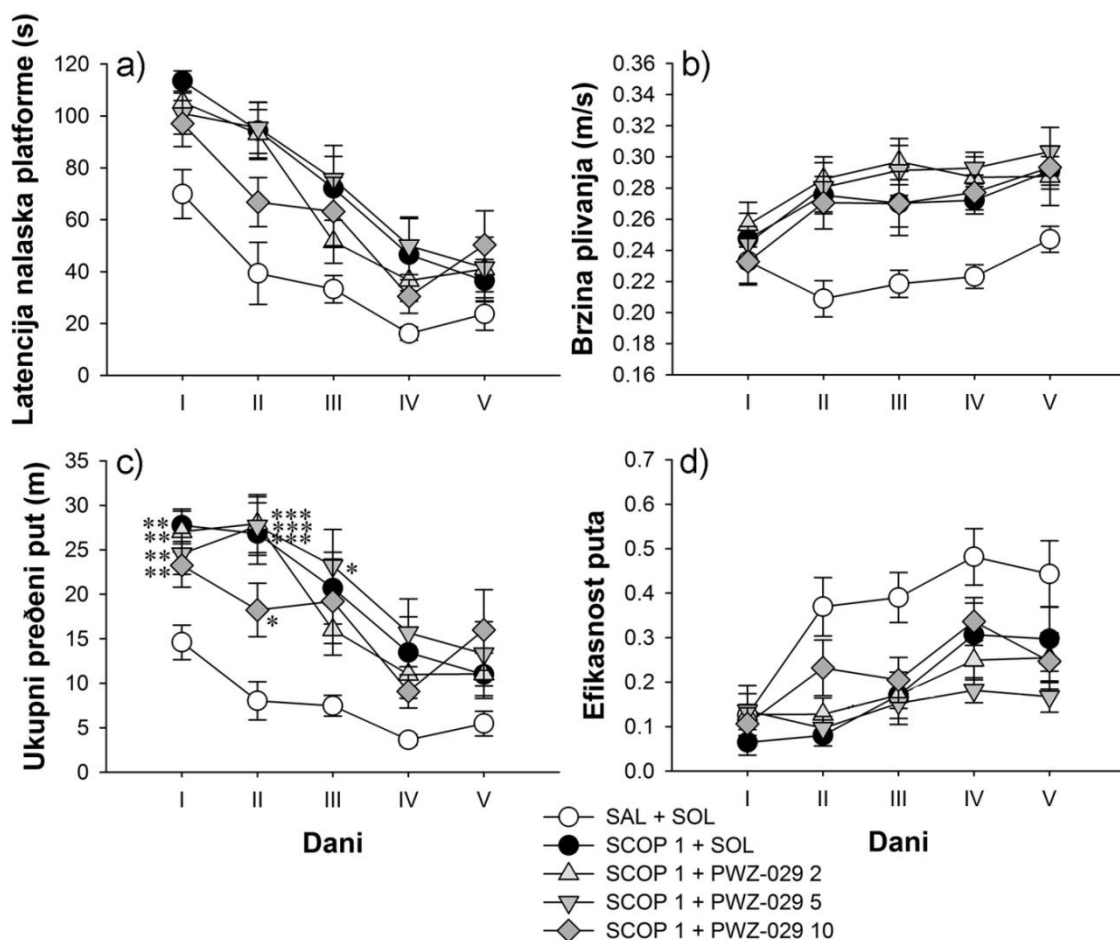 a)
Latencija nalaska platforme (s)
120
100
80
60
40
20
0
I II III IV V
b)
Brzina plivanja (m/s)
0.36
0.34
0.32
0.30
0.28
0.26
0.24
0.22
0.20
0.18
0.16
I II III IV V
c)
Ukupni pređeni put (m)
35
30
25
20
15
10
5
0
**
**
**
**
***
***
***
*
*
I II III IV V
Dani
d)
Efikasnost puta
0.7
0.6
0.5
0.4
0.3
0.2
0.1
0.0
I II III IV V
Dani
SAL + SOL
SCOP 1 + SOL
SCOP 1 + PWZ-029 2
SCOP 1 + PWZ-029 5
SCOP 1 + PWZ-029 10